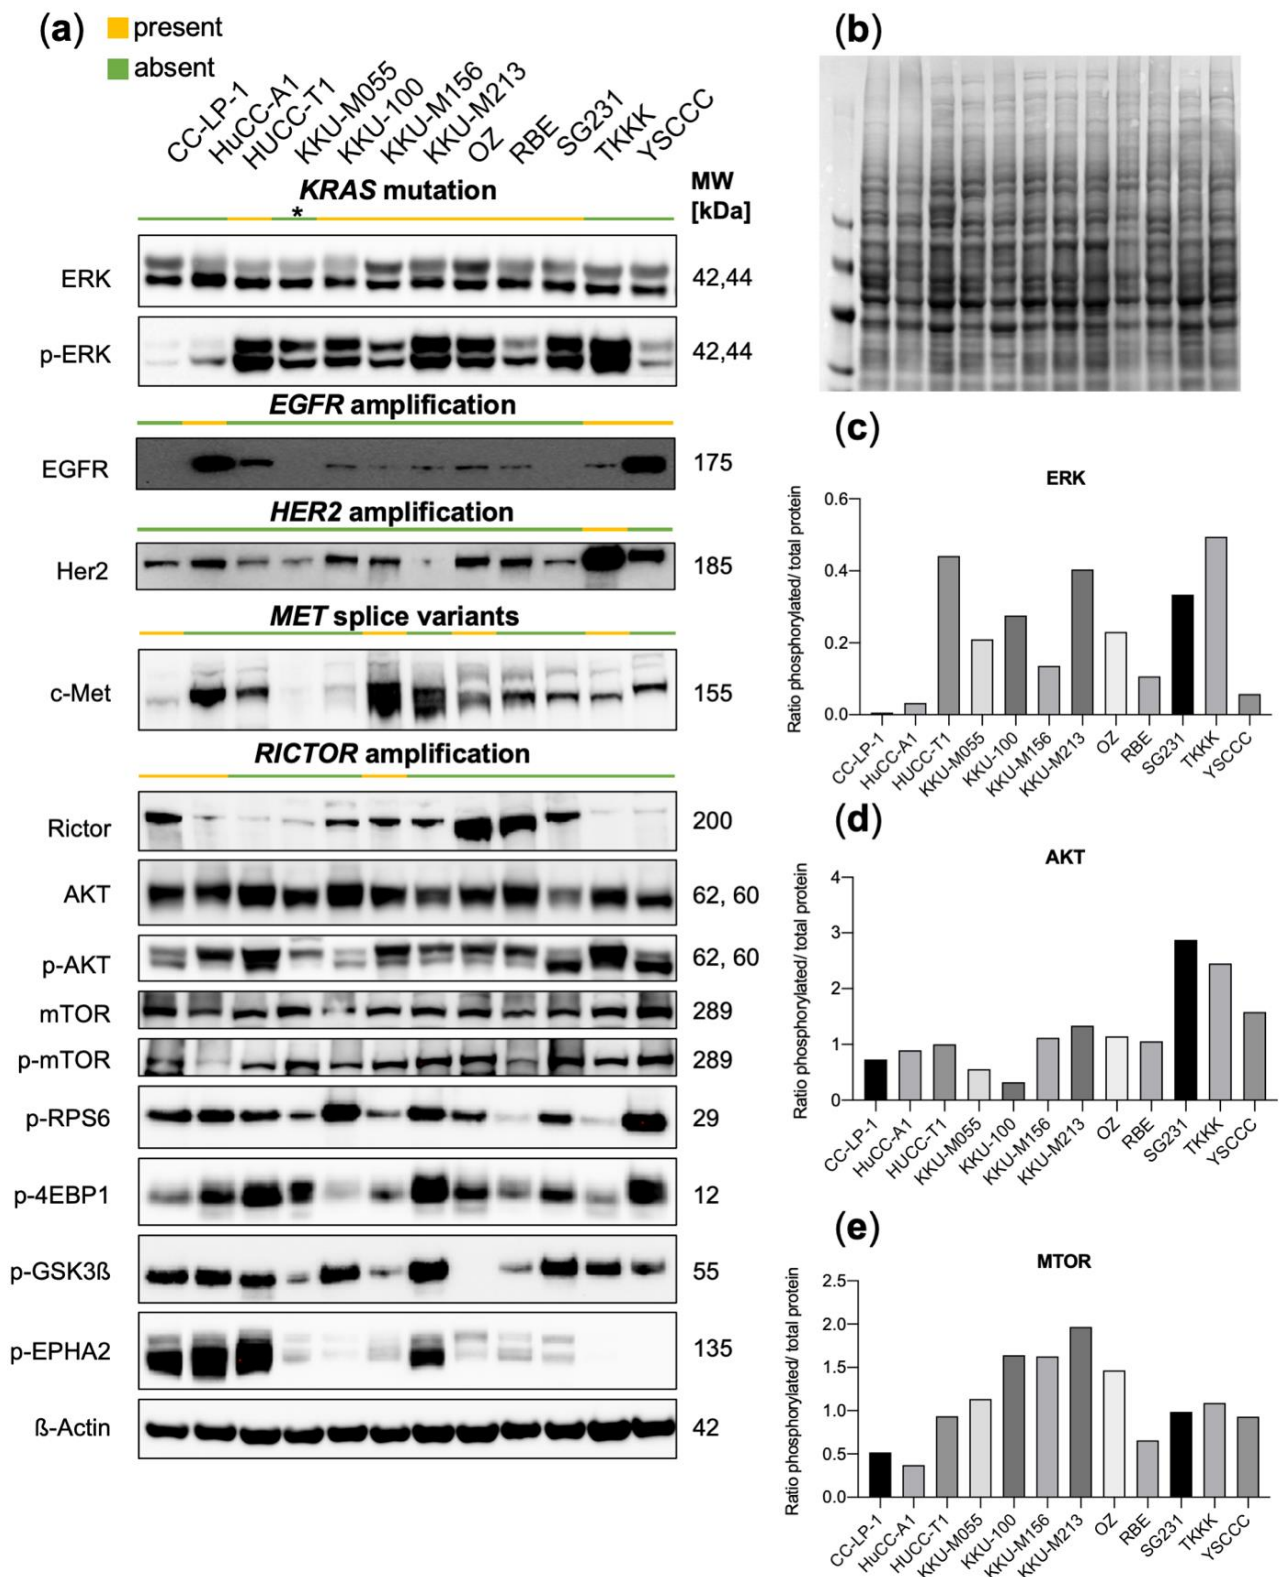 (a)
present
absent
CC-LP-1
HuCC-A1
HUCC-T1
KKU-M055
KKU-100
KKU-M156
KKU-M213
OZ
RBE
SG231
TKKK
YSCCC
KRAS mutation
*
MW
[kDa]
ERK
42,44
p-ERK
42,44
EGFR amplification
EGFR
175
HER2 amplification
Her2
185
MET splice variants
c-Met
155
RICTOR amplification
Rictor
200
AKT
62, 60
p-AKT
62, 60
mTOR
289
p-mTOR
289
p-RPS6
29
p-4EBP1
12
p-GSK3ß
55
p-EPHA2
135
ß-Actin
42
(b)
(c)
ERK
Ratio phosphorylated/ total protein
0.6
0.4
0.2
0.0
CC-LP-1
HuCC-A1
HUCC-T1
KKU-M055
KKU-100
KKU-M156
KKU-M213
OZ
RBE
SG231
TKKK
YSCCC
(d)
AKT
Ratio phosphorylated/ total protein
4
3
2
1
0
CC-LP-1
HuCC-A1
HUCC-T1
KKU-M055
KKU-100
KKU-M156
KKU-M213
OZ
RBE
SG231
TKKK
YSCCC
(e)
MTOR
Ratio phosphorylated/ total protein
2.5
2.0
1.5
1.0
0.5
0.0
CC-LP-1
HuCC-A1
HUCC-T1
KKU-M055
KKU-100
KKU-M156
KKU-M213
OZ
RBE
SG231
TKKK
YSCCC